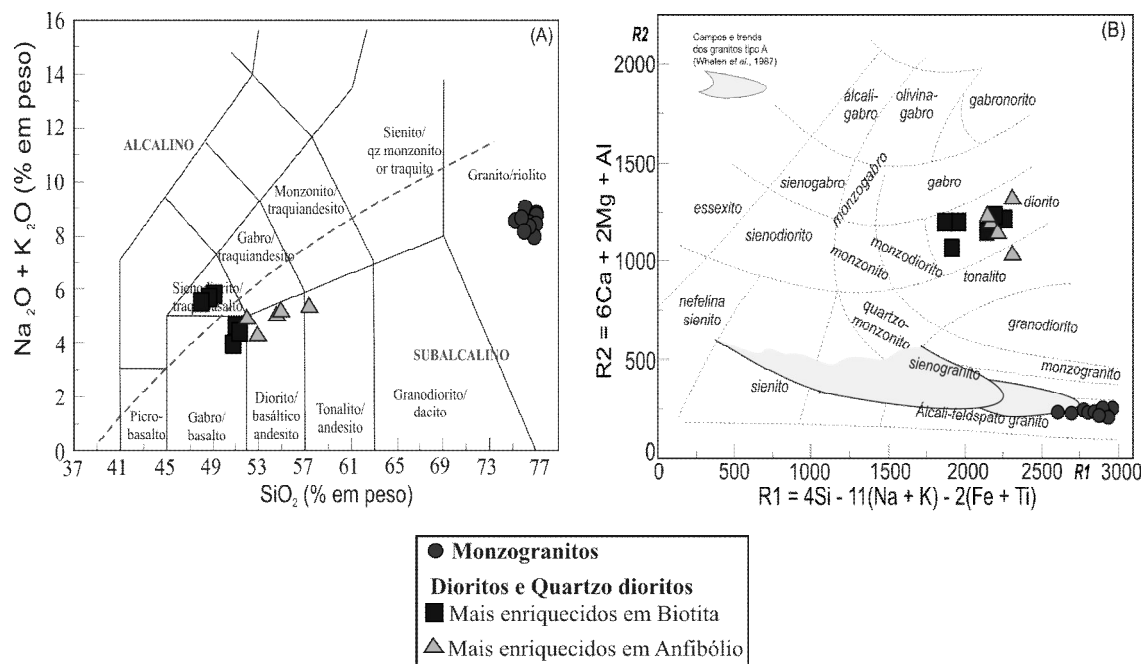 (A)
Na₂O + K₂O (% em peso)
16
14
12
10
8
6
4
2
0
ALCALINO
Sienito/
qz monzonito
or traquito
Granito/riolito
Monzonito/
traquiandesito
Gabro/
traquiandesito
Sienodiorito/
traquibasalto
SUBALCALINO
Picro-
basalto
Gabro/
basalto
Diorito/
basáltico
andesito
Tonalito/
andesito
Granodiorito/
dacito
37 41 45 49 53 57 61 65 69 73 77
SiO₂ (% em peso)
(B)
R2
R2 = 6Ca + 2Mg + Al
2000
1500
1000
500
0
Campos e trends
dos granitos tipo A
(Whalen et al., 1987)
álcali-
gabro
olivina-
gabro
gabronorito
sienogabro
monzogabro
gabro
essexito
sienodiorito
diorito
monzonito
monzodiorito
tonalito
nefelina
sienito
quartzo-
monzonito
granodiorito
sienito
sienogranito
monzogranito
Álcali-feldspato granito
0 500 1000 1500 2000 2500 R1 3000
R1 = 4Si - 11(Na + K) - 2(Fe + Ti)
Monzogranitos
Dioritos e Quartzo dioritos
Mais enriquecidos em Biotita
Mais enriquecidos em Anfibólio